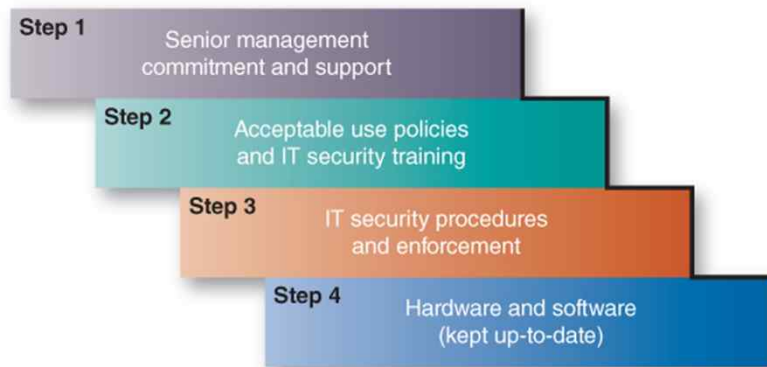 Step 1
Senior management
commitment and support
Step 2
Acceptable use policies
and IT security training
Step 3
IT security procedures
and enforcement
Step 4
Hardware and software
(kept up-to-date)